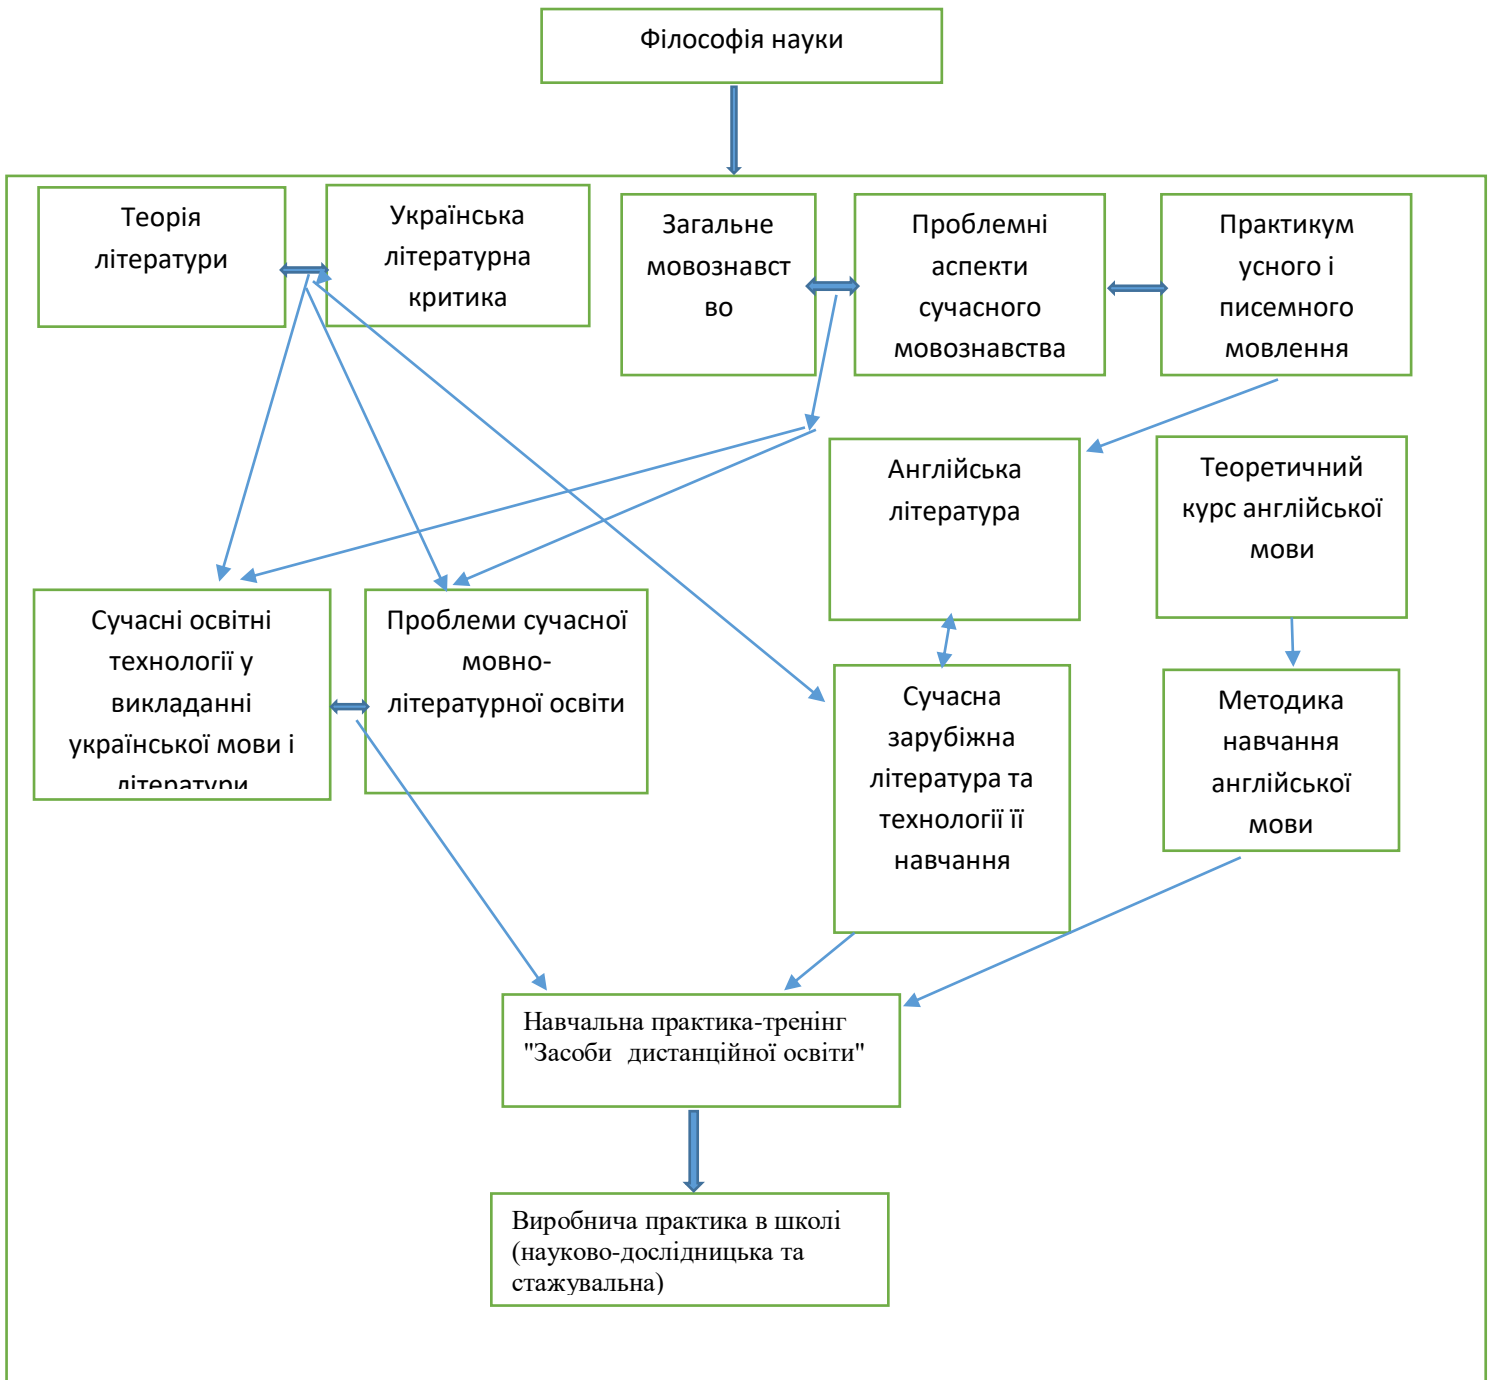 Філософія науки
Теорія
літератури
Українська
літературна
критика
Загальне
мовознавст
во
Проблемні
аспекти
сучасного
мовознавства
Практикум
усного і
писемного
мовлення
Англійська
література
Теоретичний
курс англійської
мови
Сучасні освітні
технології у
викладанні
української мови і
літератури
Проблеми сучасної
мовно-
літературної освіти
Сучасна
зарубіжна
література та
технології її
навчання
Методика
навчання
англійської
мови
Навчальна практика-тренінг
"Засоби дистанційної освіти"
Виробнича практика в школі
(науково-дослідницька та
стажувальна)